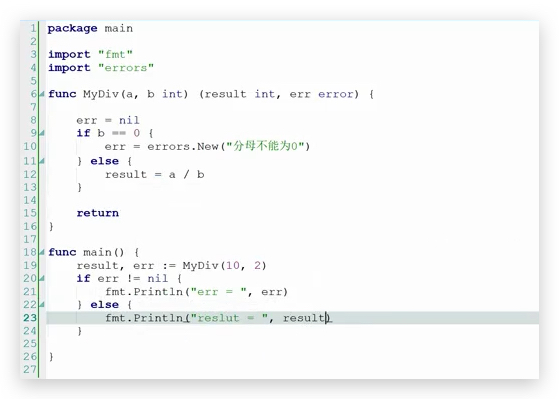 1 package main
2
3 import "fmt"
4 import "errors"
5
6 func MyDiv(a, b int) (result int, err error) {
7
8     err = nil
9     if b == 0 {
10         err = errors.New("分母不能为0")
11     } else {
12         result = a / b
13     }
14
15     return
16 }
17
18 func main() {
19     result, err := MyDiv(10, 2)
20     if err != nil {
21         fmt.Println("err = ", err)
22     } else {
23         fmt.Println("reslut = ", result)
24     }
25
26 }
27